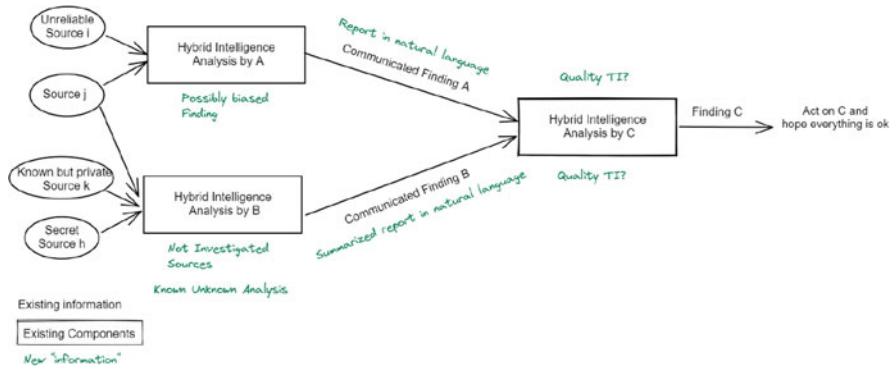 Unreliable
Source i
Source j
Known but private
Source k
Secret
Source h
Hybrid Intelligence
Analysis by A
Possibly biased
Finding
Hybrid Intelligence
Analysis by B
Not Investigated
Sources
Known Unknown Analysis
Report in natural language
Communicated Finding A
Communicated Finding B
Summarized report in natural language
Quality TI?
Hybrid Intelligence
Analysis by C
Quality TI?
Finding C
Act on C and
hope everything is ok
Existing information
Existing Components
New "information"